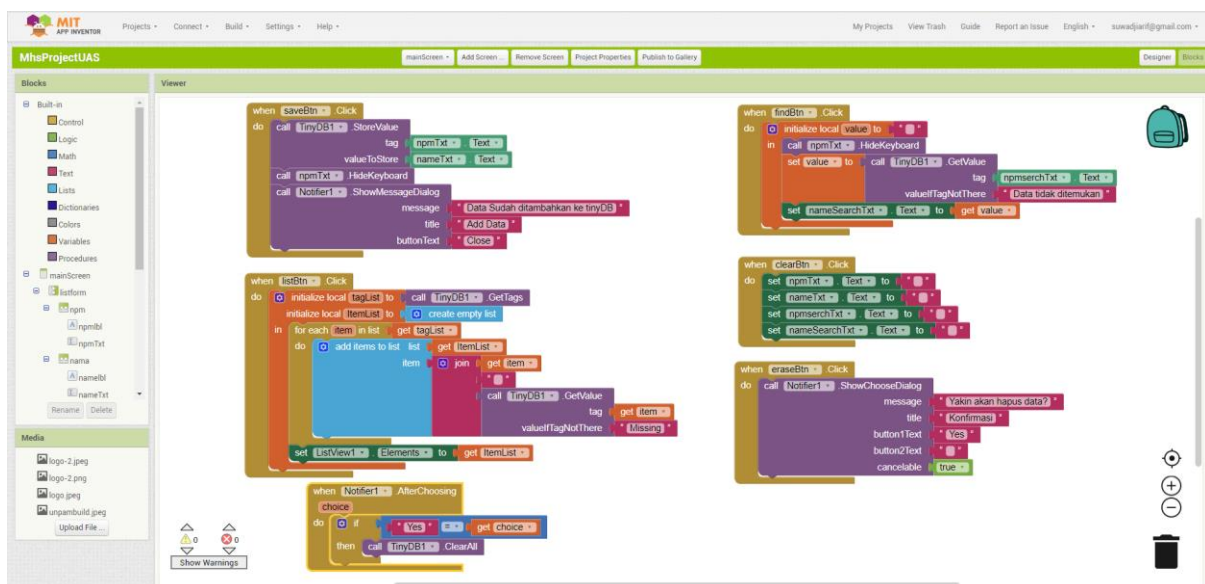 MIT
APP INVENTOR
Projects
Connect
Build
Settings
Help
My Projects
View Trash
Guide
Report an Issue
English
suwadjiarif@gmail.com
MhsProjectUAS
mainScreen
Add Screen ...
Remove Screen
Project Properties
Publish to Gallery
Designer
Blocks
Blocks
Built-in
Control
Logic
Math
Text
Lists
Dictionaries
Colors
Variables
Procedures
mainScreen
listform
npm
npmlbl
npmTxt
nama
namelbl
nameTxt
Rename
Delete
Media
logo-2.jpeg
logo-2.png
logo.jpeg
unpambuild.jpeg
Upload File ...
Viewer
when saveBtn .Click
do call TinyDB1 .StoreValue
tag npmTxt . Text
valueToStore nameTxt . Text
call npmTxt .HideKeyboard
call Notifier1 .ShowMessageDialog
message " Data Sudah ditambahkan ke tinyDB "
title " Add Data "
buttonText " Close "
when listBtn .Click
do initialize local tagList to call TinyDB1 .GetTags
initialize local ItemList to create empty list
in for each item in list get tagList
do add items to list list get ItemList
item join get item
" "
call TinyDB1 .GetValue
tag get item
valueIfTagNotThere " Missing "
set ListView1 . Elements to get ItemList
when Notifier1 .AfterChoosing
choice
do if " Yes " = get choice
then call TinyDB1 .ClearAll
0
0
Show Warnings
when findBtn .Click
do initialize local value to " "
in call npmTxt .HideKeyboard
set value to call TinyDB1 .GetValue
tag npmserchTxt . Text
valueIfTagNotThere " Data tidak ditemukan "
set nameSearchTxt . Text to get value
when clearBtn .Click
do set npmTxt . Text to " "
set nameTxt . Text to " "
set npmserchTxt . Text to " "
set nameSearchTxt . Text to " "
when eraseBtn .Click
do call Notifier1 .ShowChooseDialog
message " Yakin akan hapus data? "
title " Konfirmasi "
button1Text " Yes "
button2Text " "
cancelable true